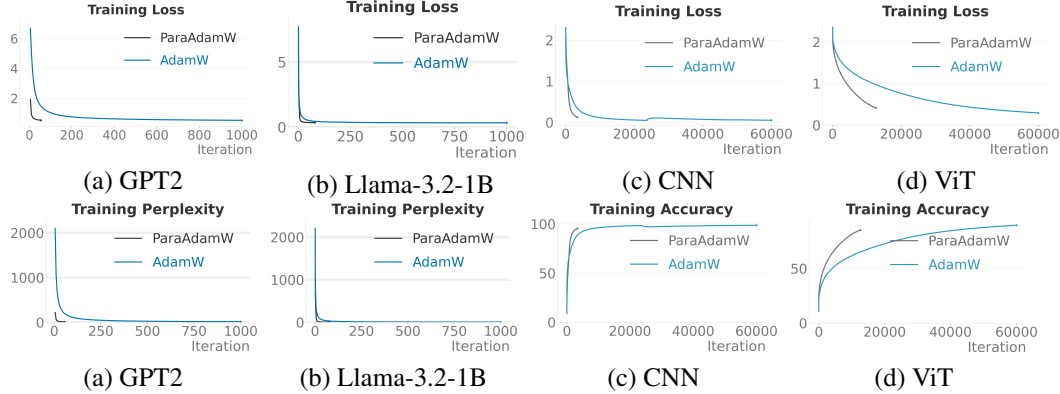 Training Loss
6
4
2
ParaAdamW
AdamW
0 200 400 600 800 1000
Iteration
(a) GPT2
Training Loss
5
0
ParaAdamW
AdamW
0 250 500 750 1000
Iteration
(b) Llama-3.2-1B
Training Loss
2
1
0
ParaAdamW
AdamW
0 20000 40000 60000
Iteration
(c) CNN
Training Loss
2
1
0
ParaAdamW
AdamW
0 20000 40000 60000
Iteration
(d) ViT
Training Perplexity
2000
1000
0
ParaAdamW
AdamW
0 250 500 750 1000
Iteration
(a) GPT2
Training Perplexity
2000
1000
0
ParaAdamW
AdamW
0 250 500 750 1000
Iteration
(b) Llama-3.2-1B
Training Accuracy
100
50
0
ParaAdamW
AdamW
0 20000 40000 60000
Iteration
(c) CNN
Training Accuracy
50
ParaAdamW
AdamW
0 20000 40000 60000
Iteration
(d) ViT